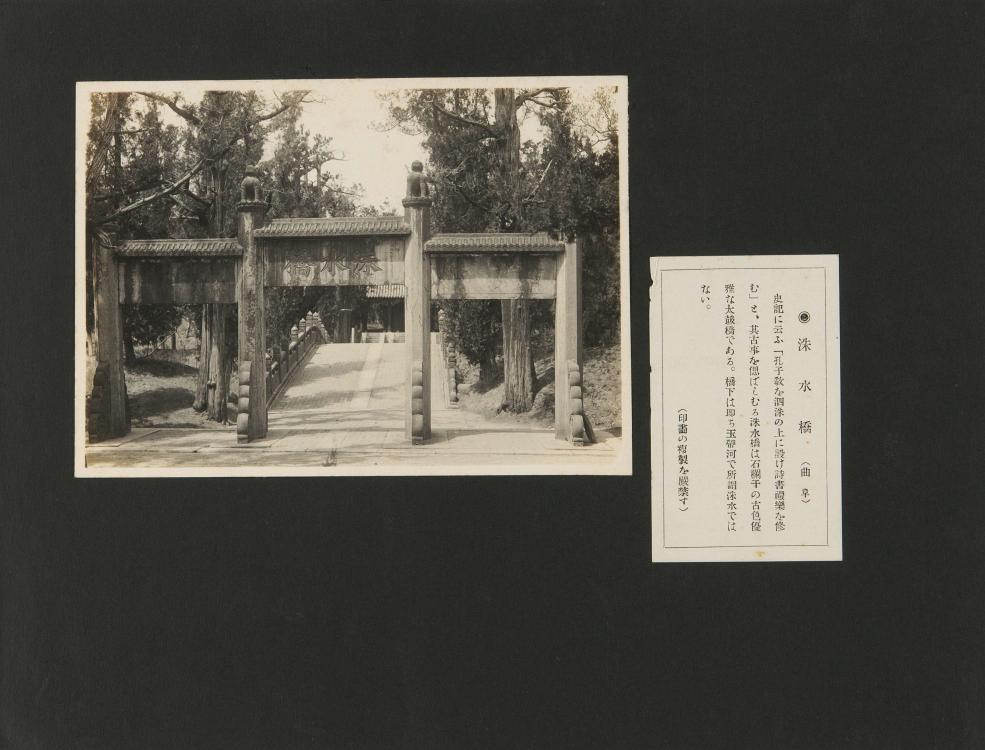 橋水洙
洙水橋（曲阜）
史記に云ふ「孔子敎を泗洙の上に設け詩書禮樂を修
む」と、其古事を偲ばしむる洙水橋は石欄干の古色優
雅な太鼓橋である。橋下は卽ち玉帶河で所謂洙水では
ない。
（印畵の複製を嚴禁す）